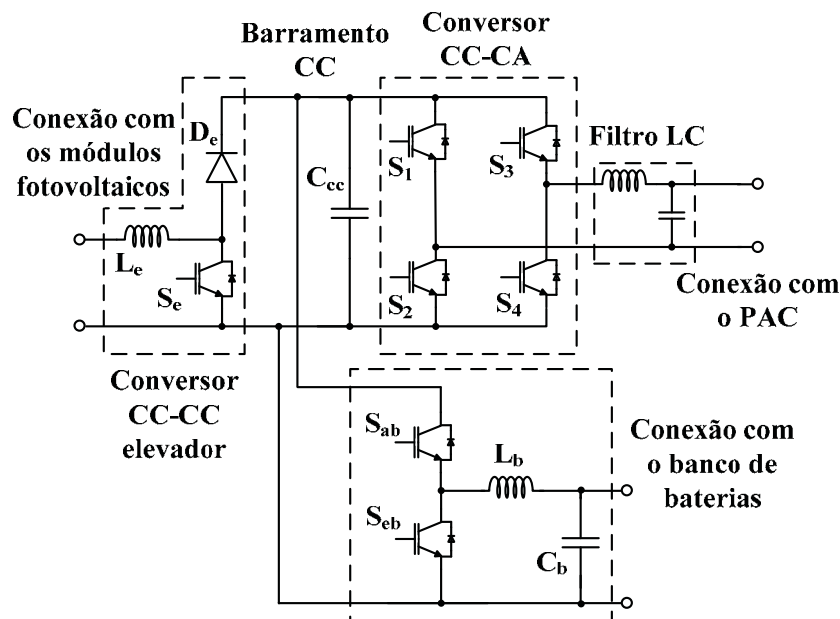 Barramento
CC
Conversor
CC-CA
Conexão com
os módulos
fotovoltaicos
De
Filtro LC
S1
S3
Ccc
Le
Se
S2
S4
Conexão com
o PAC
Conversor
CC-CC
elevador
Sab
Lb
Conexão com
o banco de
baterias
Seb
Cb